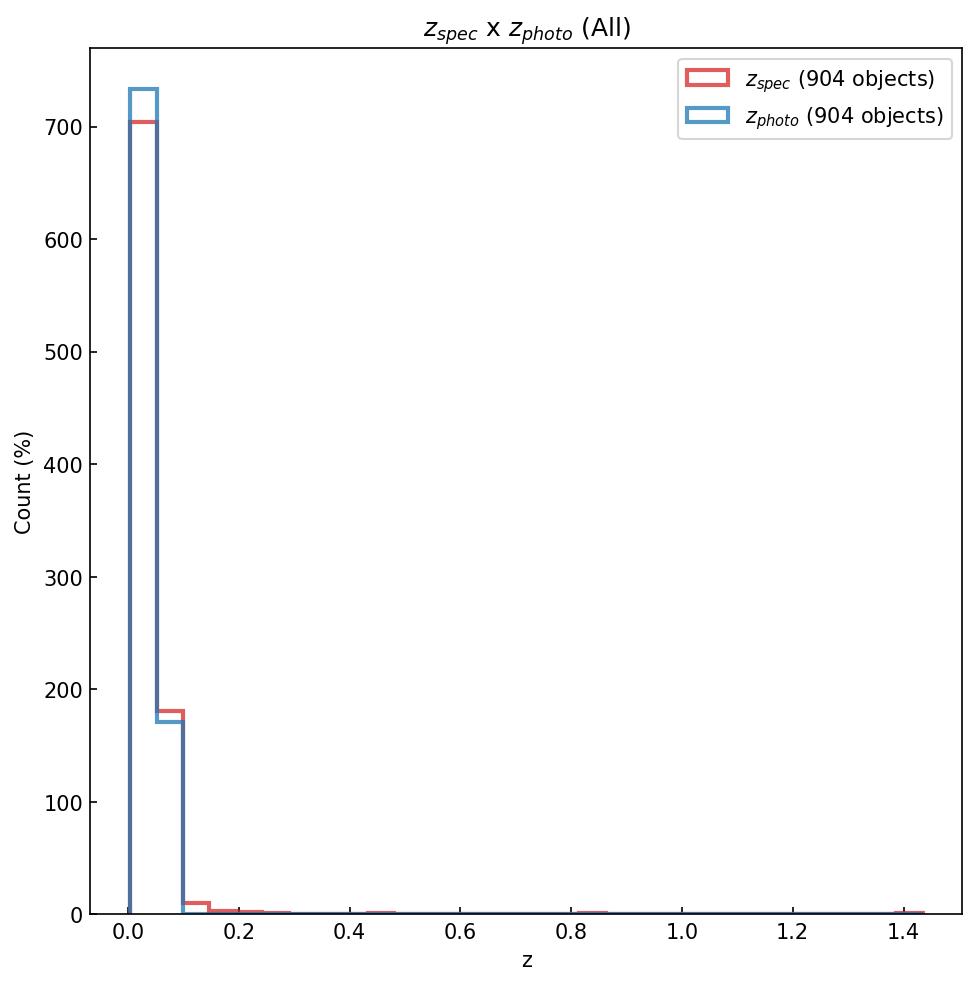 z_spec x z_photo (All)
z_spec (904 objects)
z_photo (904 objects)
Count (%)
700
600
500
400
300
200
100
0
0.0 0.2 0.4 0.6 0.8 1.0 1.2 1.4
z